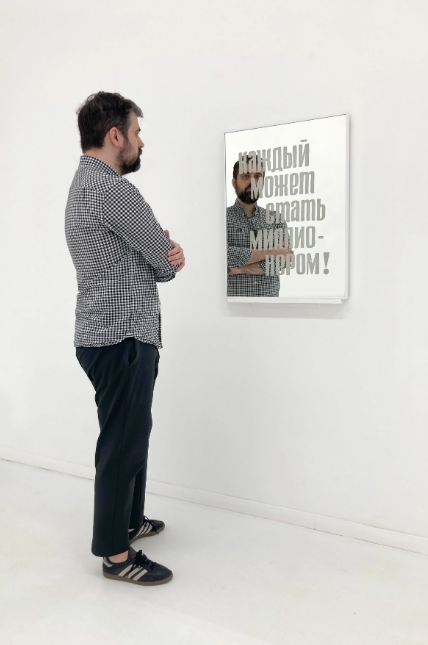 каждый
может
стать
миллио-
нером!